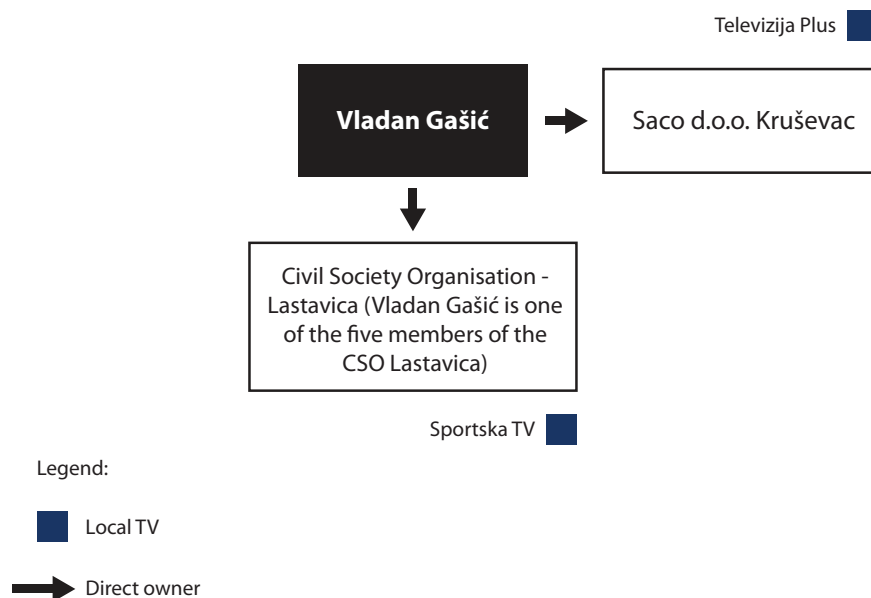 Televizija Plus
Vladan Gašić
Saco d.o.o. Kruševac
Civil Society Organisation -
Lastavica (Vladan Gašić is one
of the five members of the
CSO Lastavica)
Sportska TV
Legend:
Local TV
Direct owner